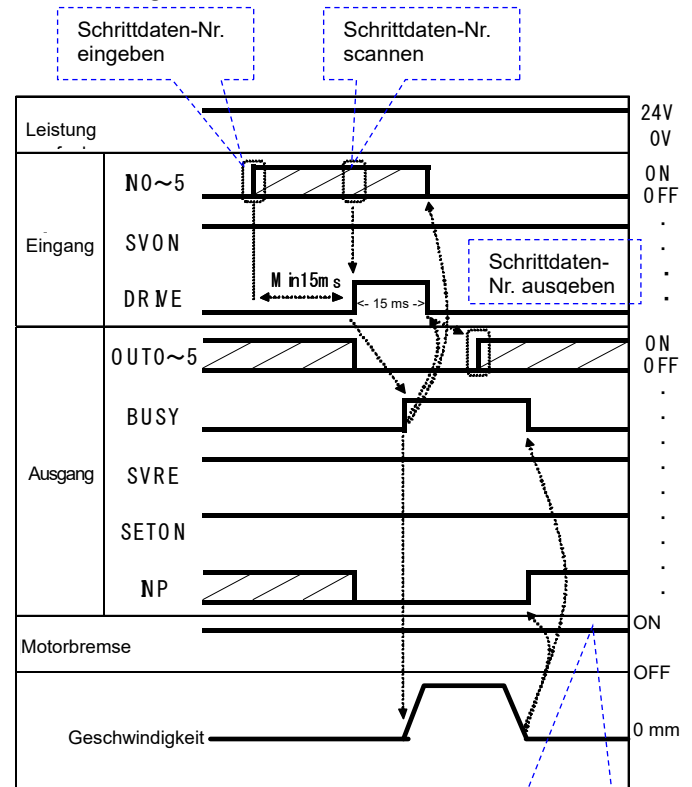 Schrittdaten-Nr.
eingeben
Schrittdaten-Nr.
scannen
Leistung
24V
0V
Eingang
IN0~5
ON
OFF
SVON
Min15ms
DRIVE
<- 15 ms ->
Schrittdaten-
Nr. ausgeben
Ausgang
OUT0~5
ON
OFF
BUSY
SVRE
SETON
INP
Motorbremse
ON
OFF
Geschwindigkeit
0 mm